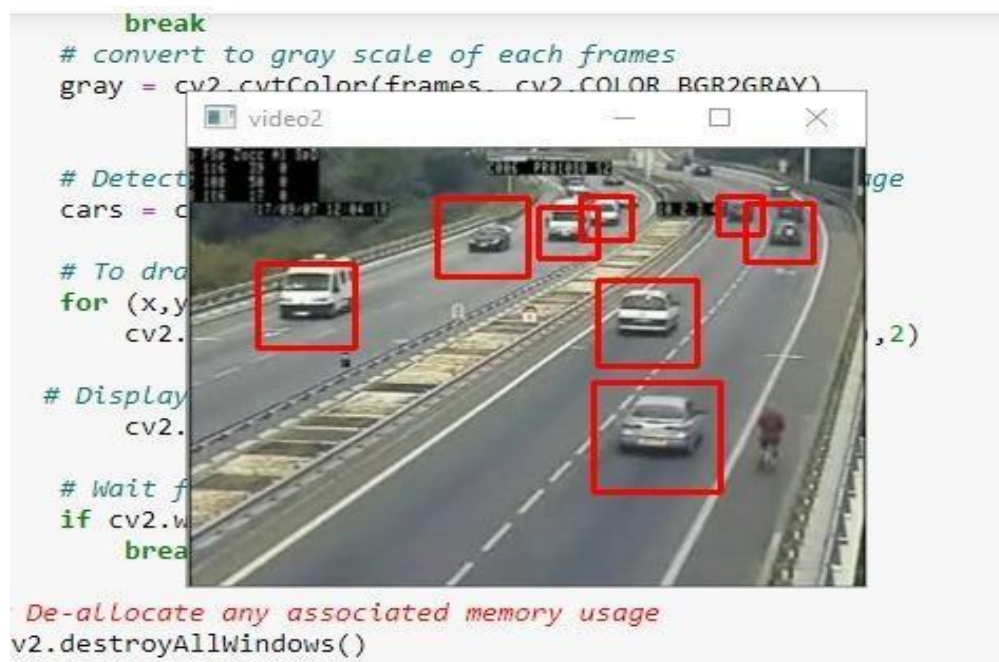 break
# convert to gray scale of each frames
gray = cv2.cvtColor(frames, cv2.COLOR_BGR2GRAY)
video2
# Detect
age
cars = c
# To dra
for (x,y
cv2.
,2)
# Display
cv2.
# Wait f
if cv2.w
brea
De-allocate any associated memory usage
v2.destroyAllWindows()